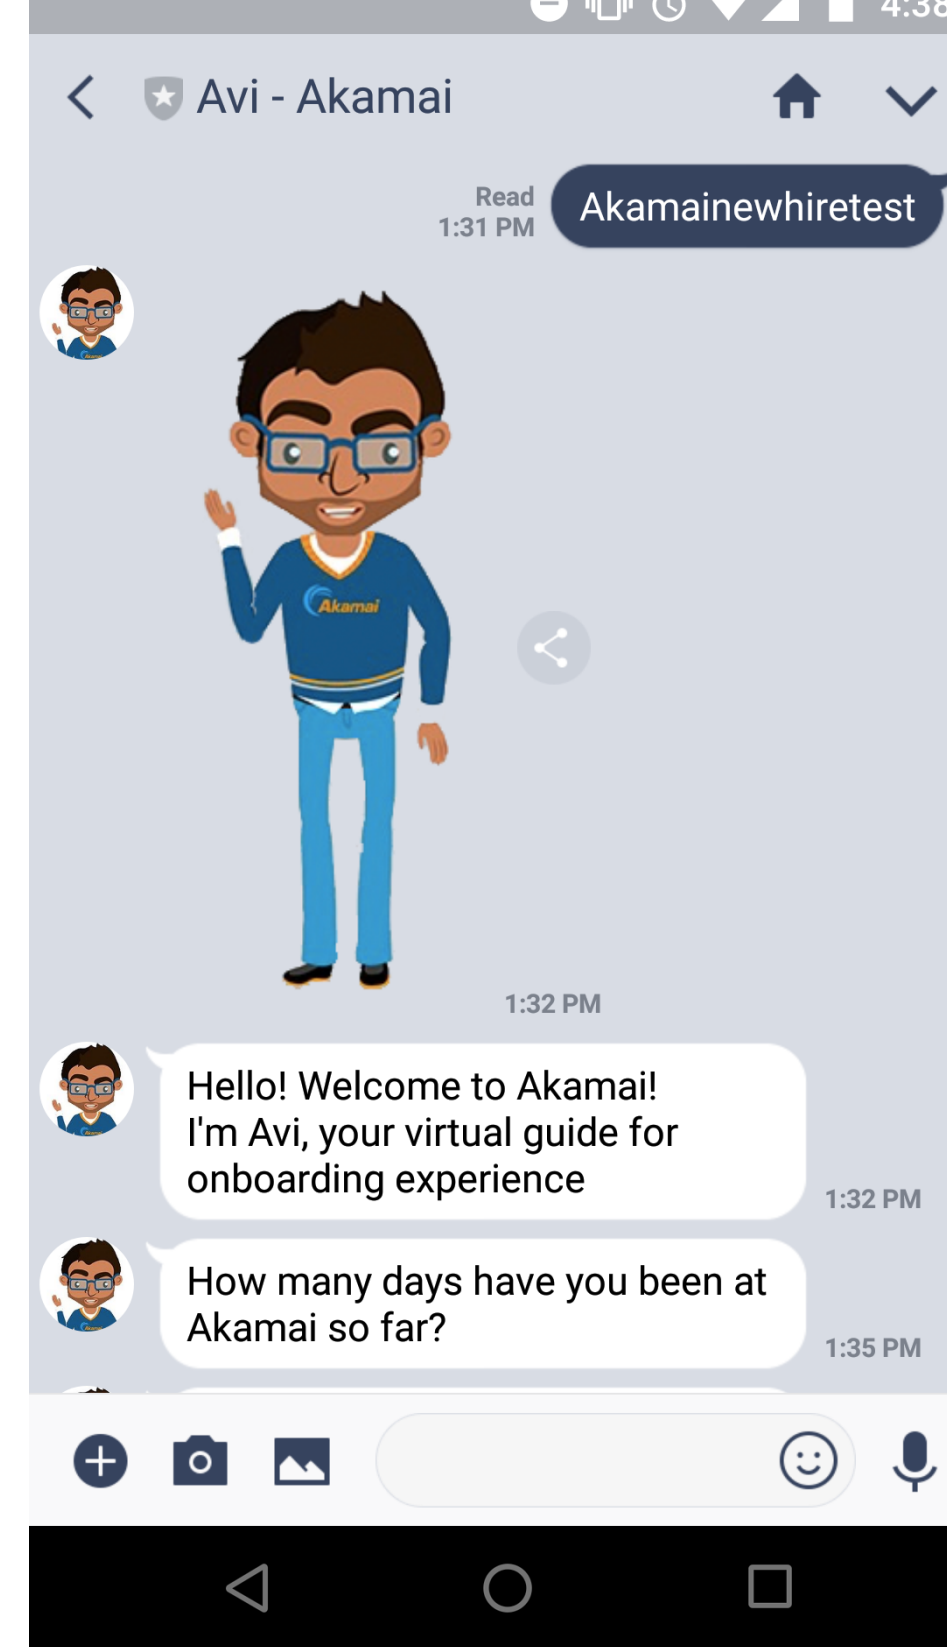 4:38
Avi - Akamai
Read
1:31 PM
Akamainewhiretest
Akamai
1:32 PM
Hello! Welcome to Akamai!
I'm Avi, your virtual guide for
onboarding experience
1:32 PM
How many days have you been at
Akamai so far?
1:35 PM